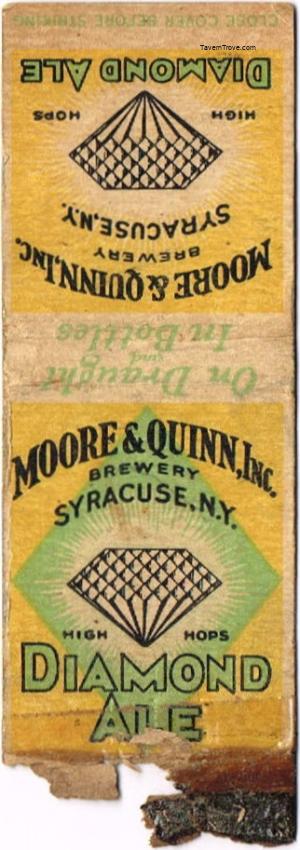 TavernTrove.com
CLOSE COVER BEFORE STRIKING
DIAMOND ALE
HIGH HOPS
MOORE & QUINN, INC.
BREWERY
SYRACUSE, N.Y.
On Draught
and
In Bottles
MOORE & QUINN, INC.
BREWERY
SYRACUSE, N.Y.
HIGH HOPS
DIAMOND
ALE